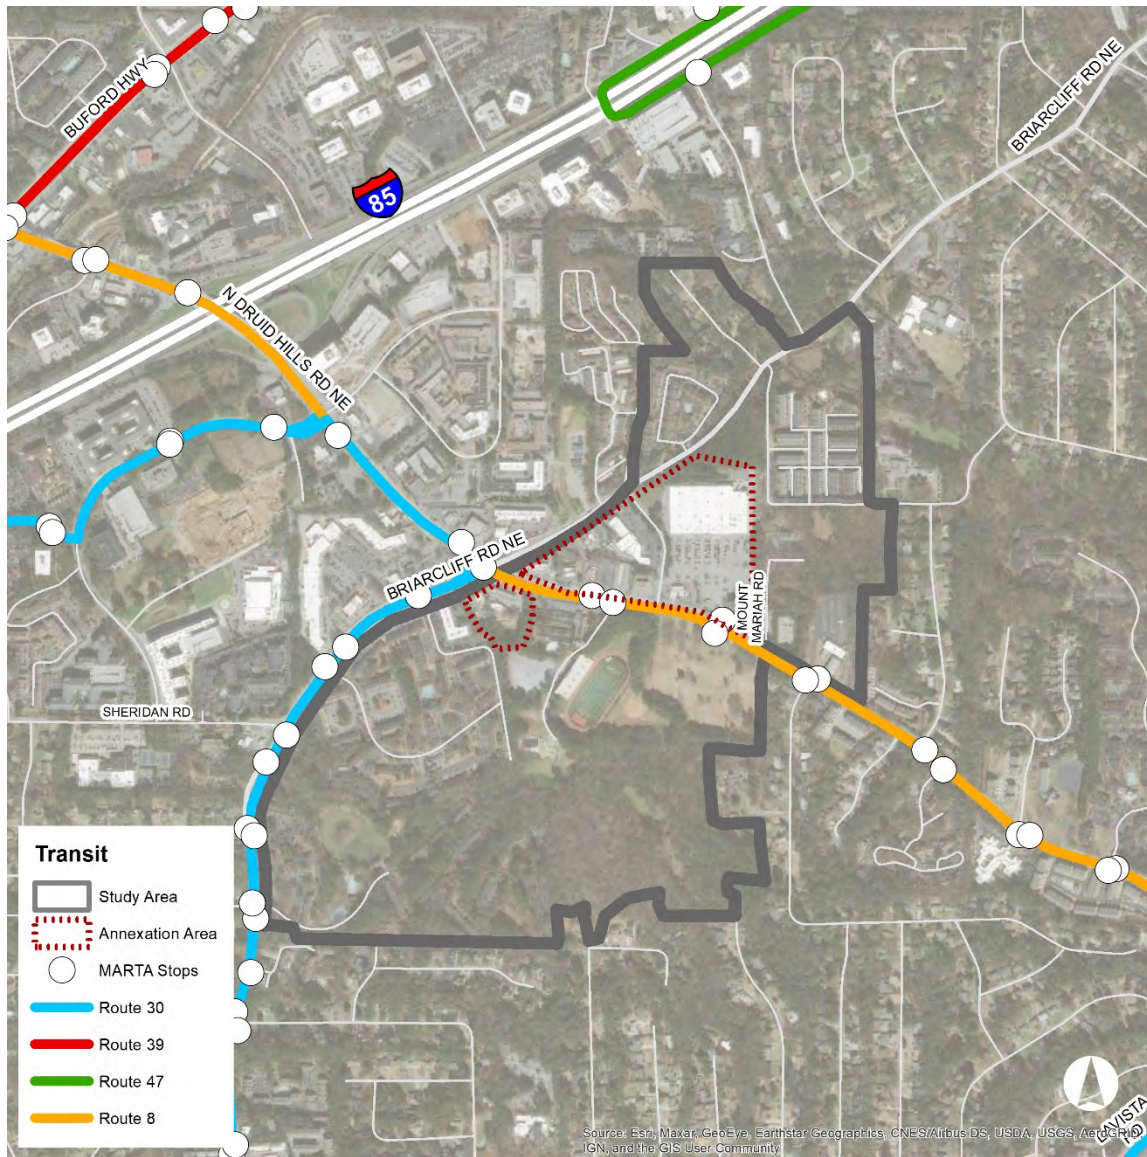 BUFORD HWY
85
BRIARCLIFF RD NE
N DRUID HILLS RD NE
BRIARCLIFF RD NE
MOUNT
MARIAH RD
SHERIDAN RD
Transit
Study Area
Annexation Area
MARTA Stops
Route 30
Route 39
Route 47
Route 8
LAVISTA
Source: Esri, Maxar, GeoEye, Earthstar Geographics, CNES/Airbus DS, USDA, USGS, AeroGRID,
IGN, and the GIS User Community